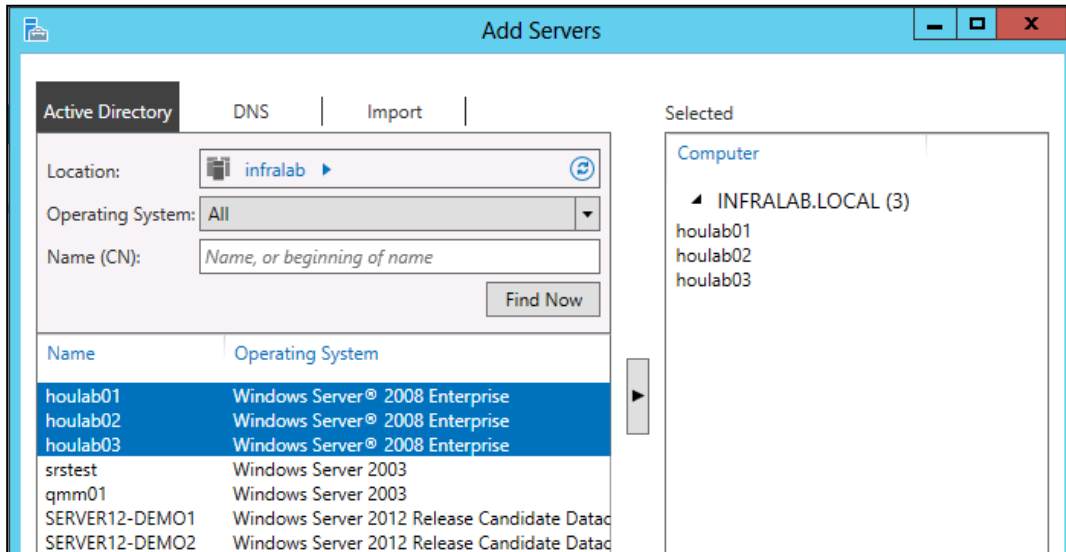 Add Servers
Active Directory DNS Import
Location: infralab
Operating System: All
Name (CN): Name, or beginning of name
Find Now
Name Operating System
houlab01 Windows Server® 2008 Enterprise
houlab02 Windows Server® 2008 Enterprise
houlab03 Windows Server® 2008 Enterprise
srstest Windows Server 2003
qmm01 Windows Server 2003
SERVER12-DEMO1 Windows Server 2012 Release Candidate Datac
SERVER12-DEMO2 Windows Server 2012 Release Candidate Datac
Selected
Computer
INFRALAB.LOCAL (3)
houlab01
houlab02
houlab03